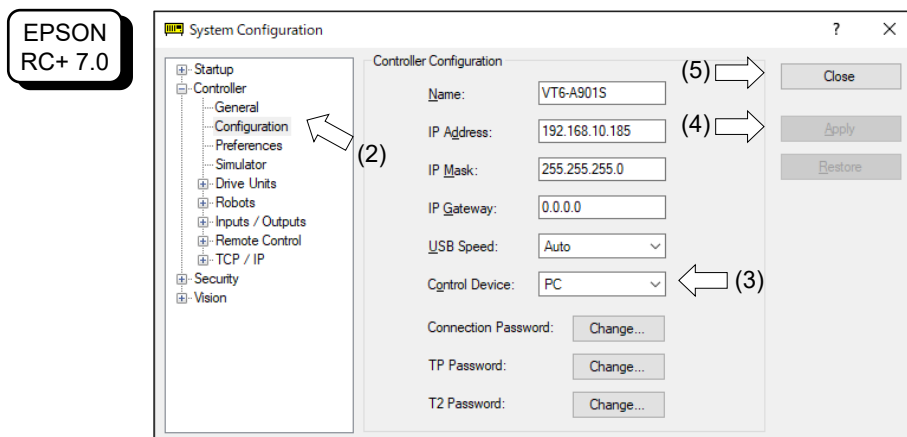 EPSON
RC+ 7.0
System Configuration
? ×
Startup
Controller
General
Configuration
Preferences
Simulator
Drive Units
Robots
Inputs / Outputs
Remote Control
TCP / IP
Security
Vision
(2)
Controller Configuration
Name: VT6-A901S
IP Address: 192.168.10.185
IP Mask: 255.255.255.0
IP Gateway: 0.0.0.0
USB Speed: Auto
Control Device: PC
(3)
Connection Password: Change...
TP Password: Change...
T2 Password: Change...
(5) Close
(4) Apply
Restore